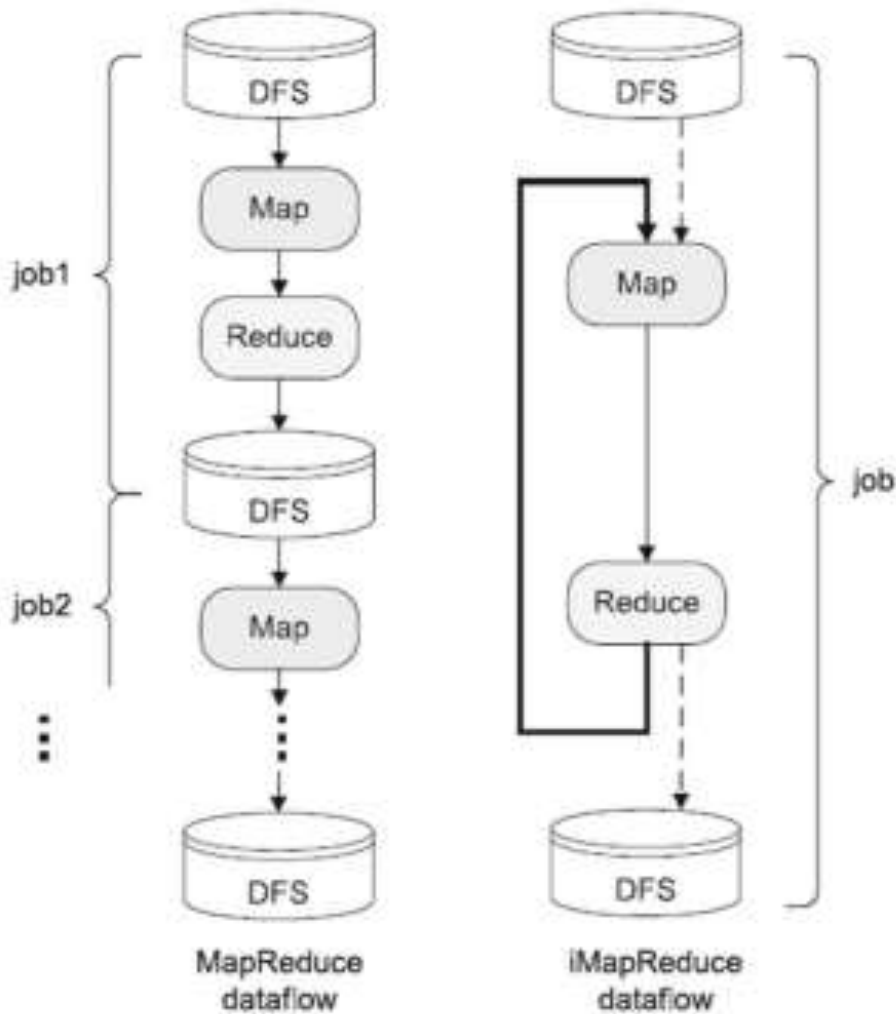 DFS
Map
job1
Reduce
DFS
job2
Map
DFS
MapReduce
dataflow
DFS
Map
job
Reduce
DFS
iMapReduce
dataflow